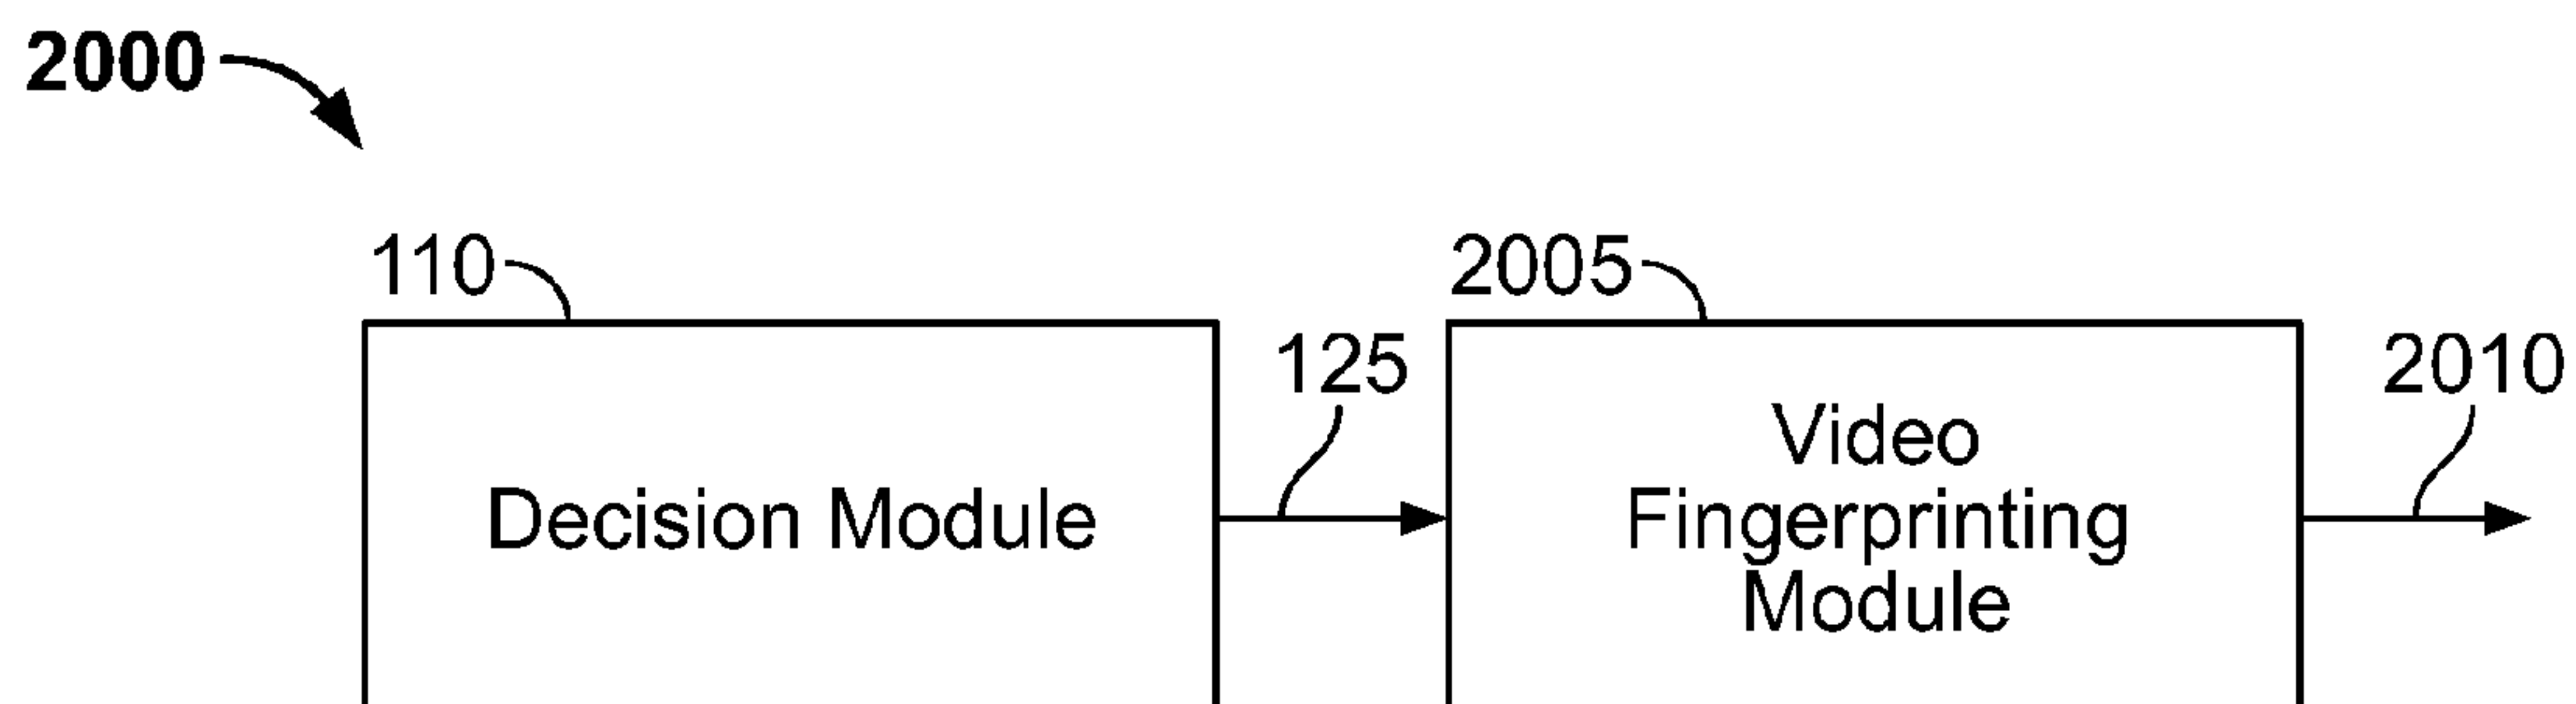 2000
110
2005
125
2010
Decision Module
Video
Fingerprinting
Module